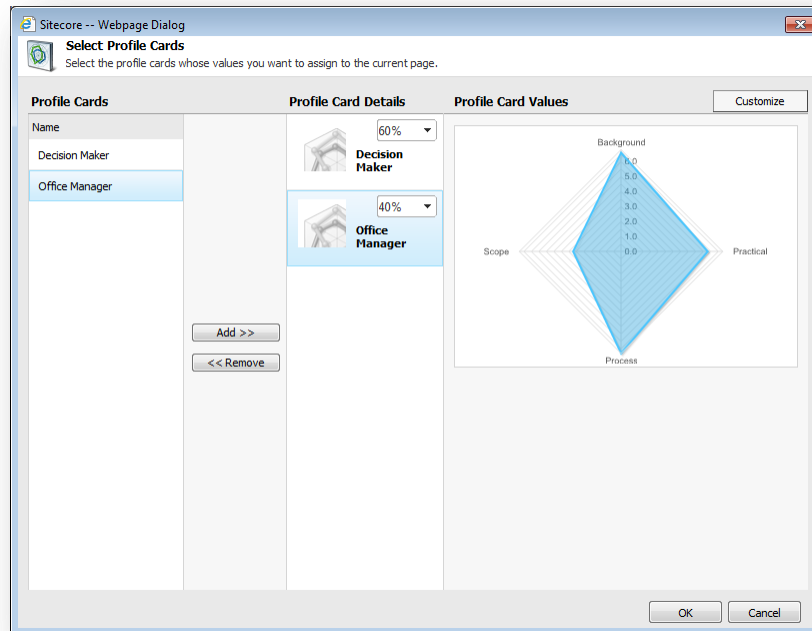 Sitecore -- Webpage Dialog
Select Profile Cards
Select the profile cards whose values you want to assign to the current page.
Profile Cards
Profile Card Details
Profile Card Values
Customize
Name
Decision Maker
Office Manager
Add >>
<< Remove
60%
Decision
Maker
40%
Office
Manager
Background
6.0
5.0
4.0
3.0
2.0
1.0
0.0
Scope
Practical
Process
OK
Cancel